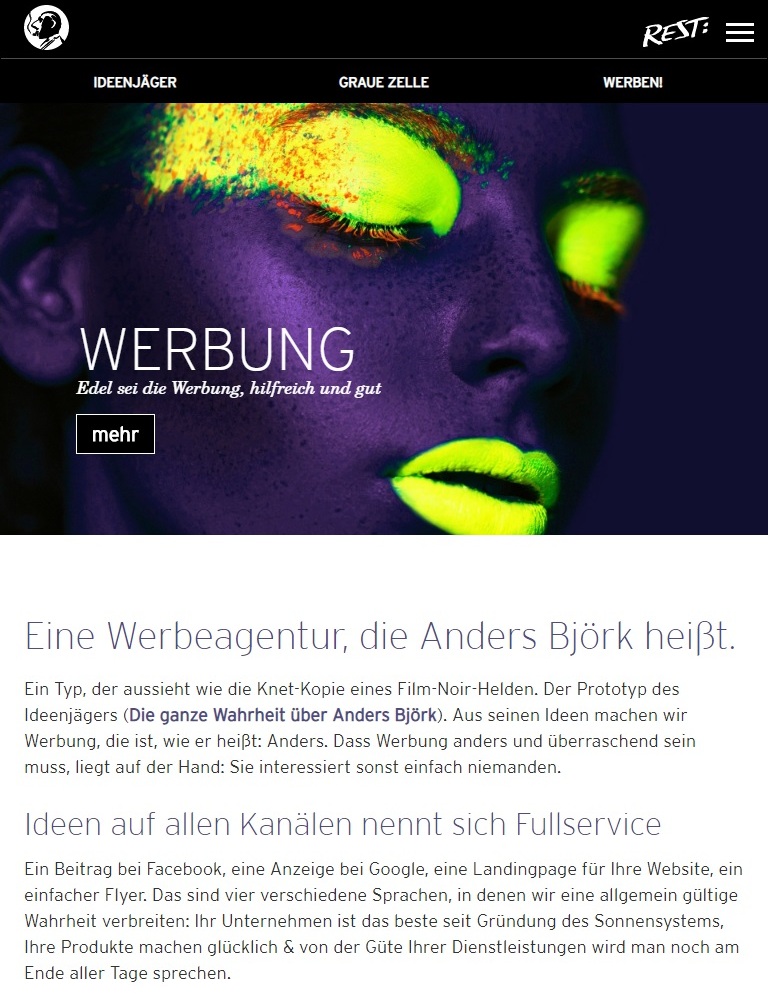 REST:
IDEENJÄGER
GRAUE ZELLE
WERBEN!
WERBUNG
Edel sei die Werbung, hilfreich und gut
mehr
Eine Werbeagentur, die Anders Björk heißt.
Ein Typ, der aussieht wie die Knet-Kopie eines Film-Noir-Helden. Der Prototyp des
Ideenjägers (Die ganze Wahrheit über Anders Björk). Aus seinen Ideen machen wir
Werbung, die ist, wie er heißt: Anders. Dass Werbung anders und überraschend sein
muss, liegt auf der Hand: Sie interessiert sonst einfach niemanden.
Ideen auf allen Kanälen nennt sich Fullservice
Ein Beitrag bei Facebook, eine Anzeige bei Google, eine Landingpage für Ihre Website, ein
einfacher Flyer. Das sind vier verschiedene Sprachen, in denen wir eine allgemein gültige
Wahrheit verbreiten: Ihr Unternehmen ist das beste seit Gründung des Sonnensystems,
Ihre Produkte machen glücklich & von der Güte Ihrer Dienstleistungen wird man noch am
Ende aller Tage sprechen.